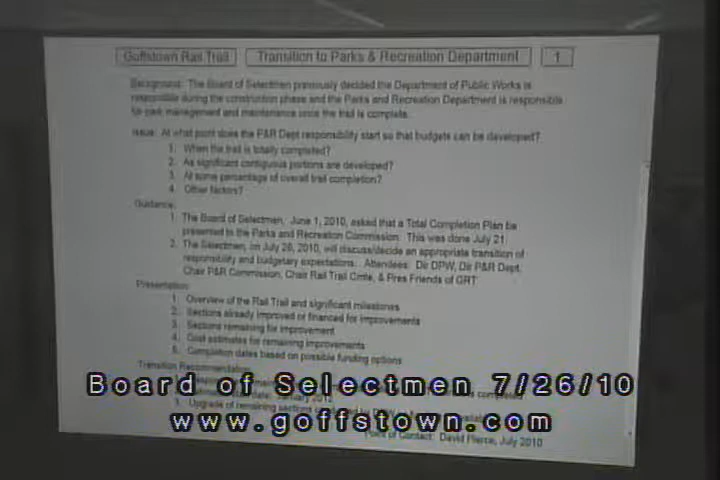 Goffstown Rail Trail Transition to Parks & Recreation Department 1
Background: The Board of Selectmen previously decided the Department of Public Works is
responsible during the construction phase and the Parks and Recreation Department is responsible
for park management and maintenance once the trail is complete.
Issue: At what point does the P&R Dept responsibility start so that budgets can be developed?
1. When the trail is totally completed?
2. As significant contiguous portions are developed?
3. At some percentage of overall trail completion?
4. Other factors?
Guidance:
1. The Board of Selectmen, June 1, 2010, asked that a Total Completion Plan be
presented to the Parks and Recreation Commission. This was done July 21
2. The Selectmen, on July 26, 2010, will discuss/decide an appropriate transition of
responsibility and budgetary expectations. Attendees: Dir DPW, Dir P&R Dept,
Chair P&R Commission, Chair Rail Trail Cmte, & Pres Friends of GRT
Presentation:
1. Overview of the Rail Trail and significant milestones
2. Sections already improved or financed for improvements
3. Sections remaining for improvement
4. Cost estimates for remaining improvements
5. Completion dates based on possible funding options
Transition Recommendation:
Board of Selectmen 7/26/10
date: January 2012
3. Upgrade of remaining sections
www.goffstown.com
Point of Contact: David Pierce, July 2010